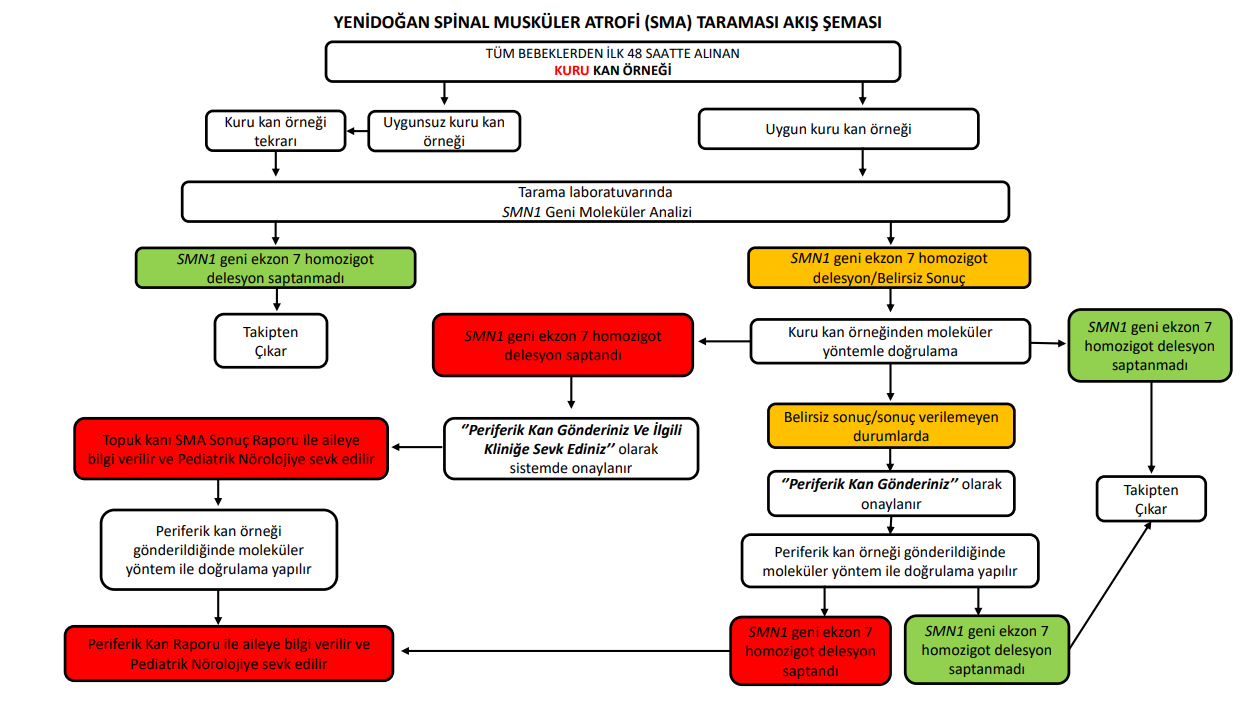 YENİDOĞAN SPİNAL MUSKÜLER ATROFİ (SMA) TARAMASI AKIŞ ŞEMASI
TÜM BEBEKLERDEN İLK 48 SAATTE ALINAN
KURU KAN ÖRNEĞİ
Kuru kan örneği
tekrarı
Uygunsuz kuru kan
örneği
Uygun kuru kan örneği
Tarama laboratuvarında
SMN1 Geni Moleküler Analizi
SMN1 geni ekzon 7 homozigot
delesyon saptanmadı
SMN1 geni ekzon 7 homozigot
delesyon/Belirsiz Sonuç
Takipten
Çıkar
SMN1 geni ekzon 7 homozigot
delesyon saptandı
Kuru kan örneğinden moleküler
yöntemle doğrulama
SMN1 geni ekzon 7
homozigot delesyon
saptanmadı
Topuk kanı SMA Sonuç Raporu ile aileye
bilgi verilir ve Pediatrik Nörolojiye sevk edilir
‘’Periferik Kan Gönderiniz Ve İlgili
Kliniğe Sevk Ediniz’’ olarak
sistemde onaylanır
Belirsiz sonuç/sonuç verilemeyen
durumlarda
‘’Periferik Kan Gönderiniz’’ olarak
onaylanır
Takipten
Çıkar
Periferik kan örneği
gönderildiğinde moleküler
yöntem ile doğrulama yapılır
Periferik kan örneği gönderildiğinde
moleküler yöntem ile doğrulama yapılır
Periferik Kan Raporu ile aileye bilgi verilir ve
Pediatrik Nörolojiye sevk edilir
SMN1 geni ekzon 7
homozigot delesyon
saptandı
SMN1 geni ekzon 7
homozigot delesyon
saptanmadı